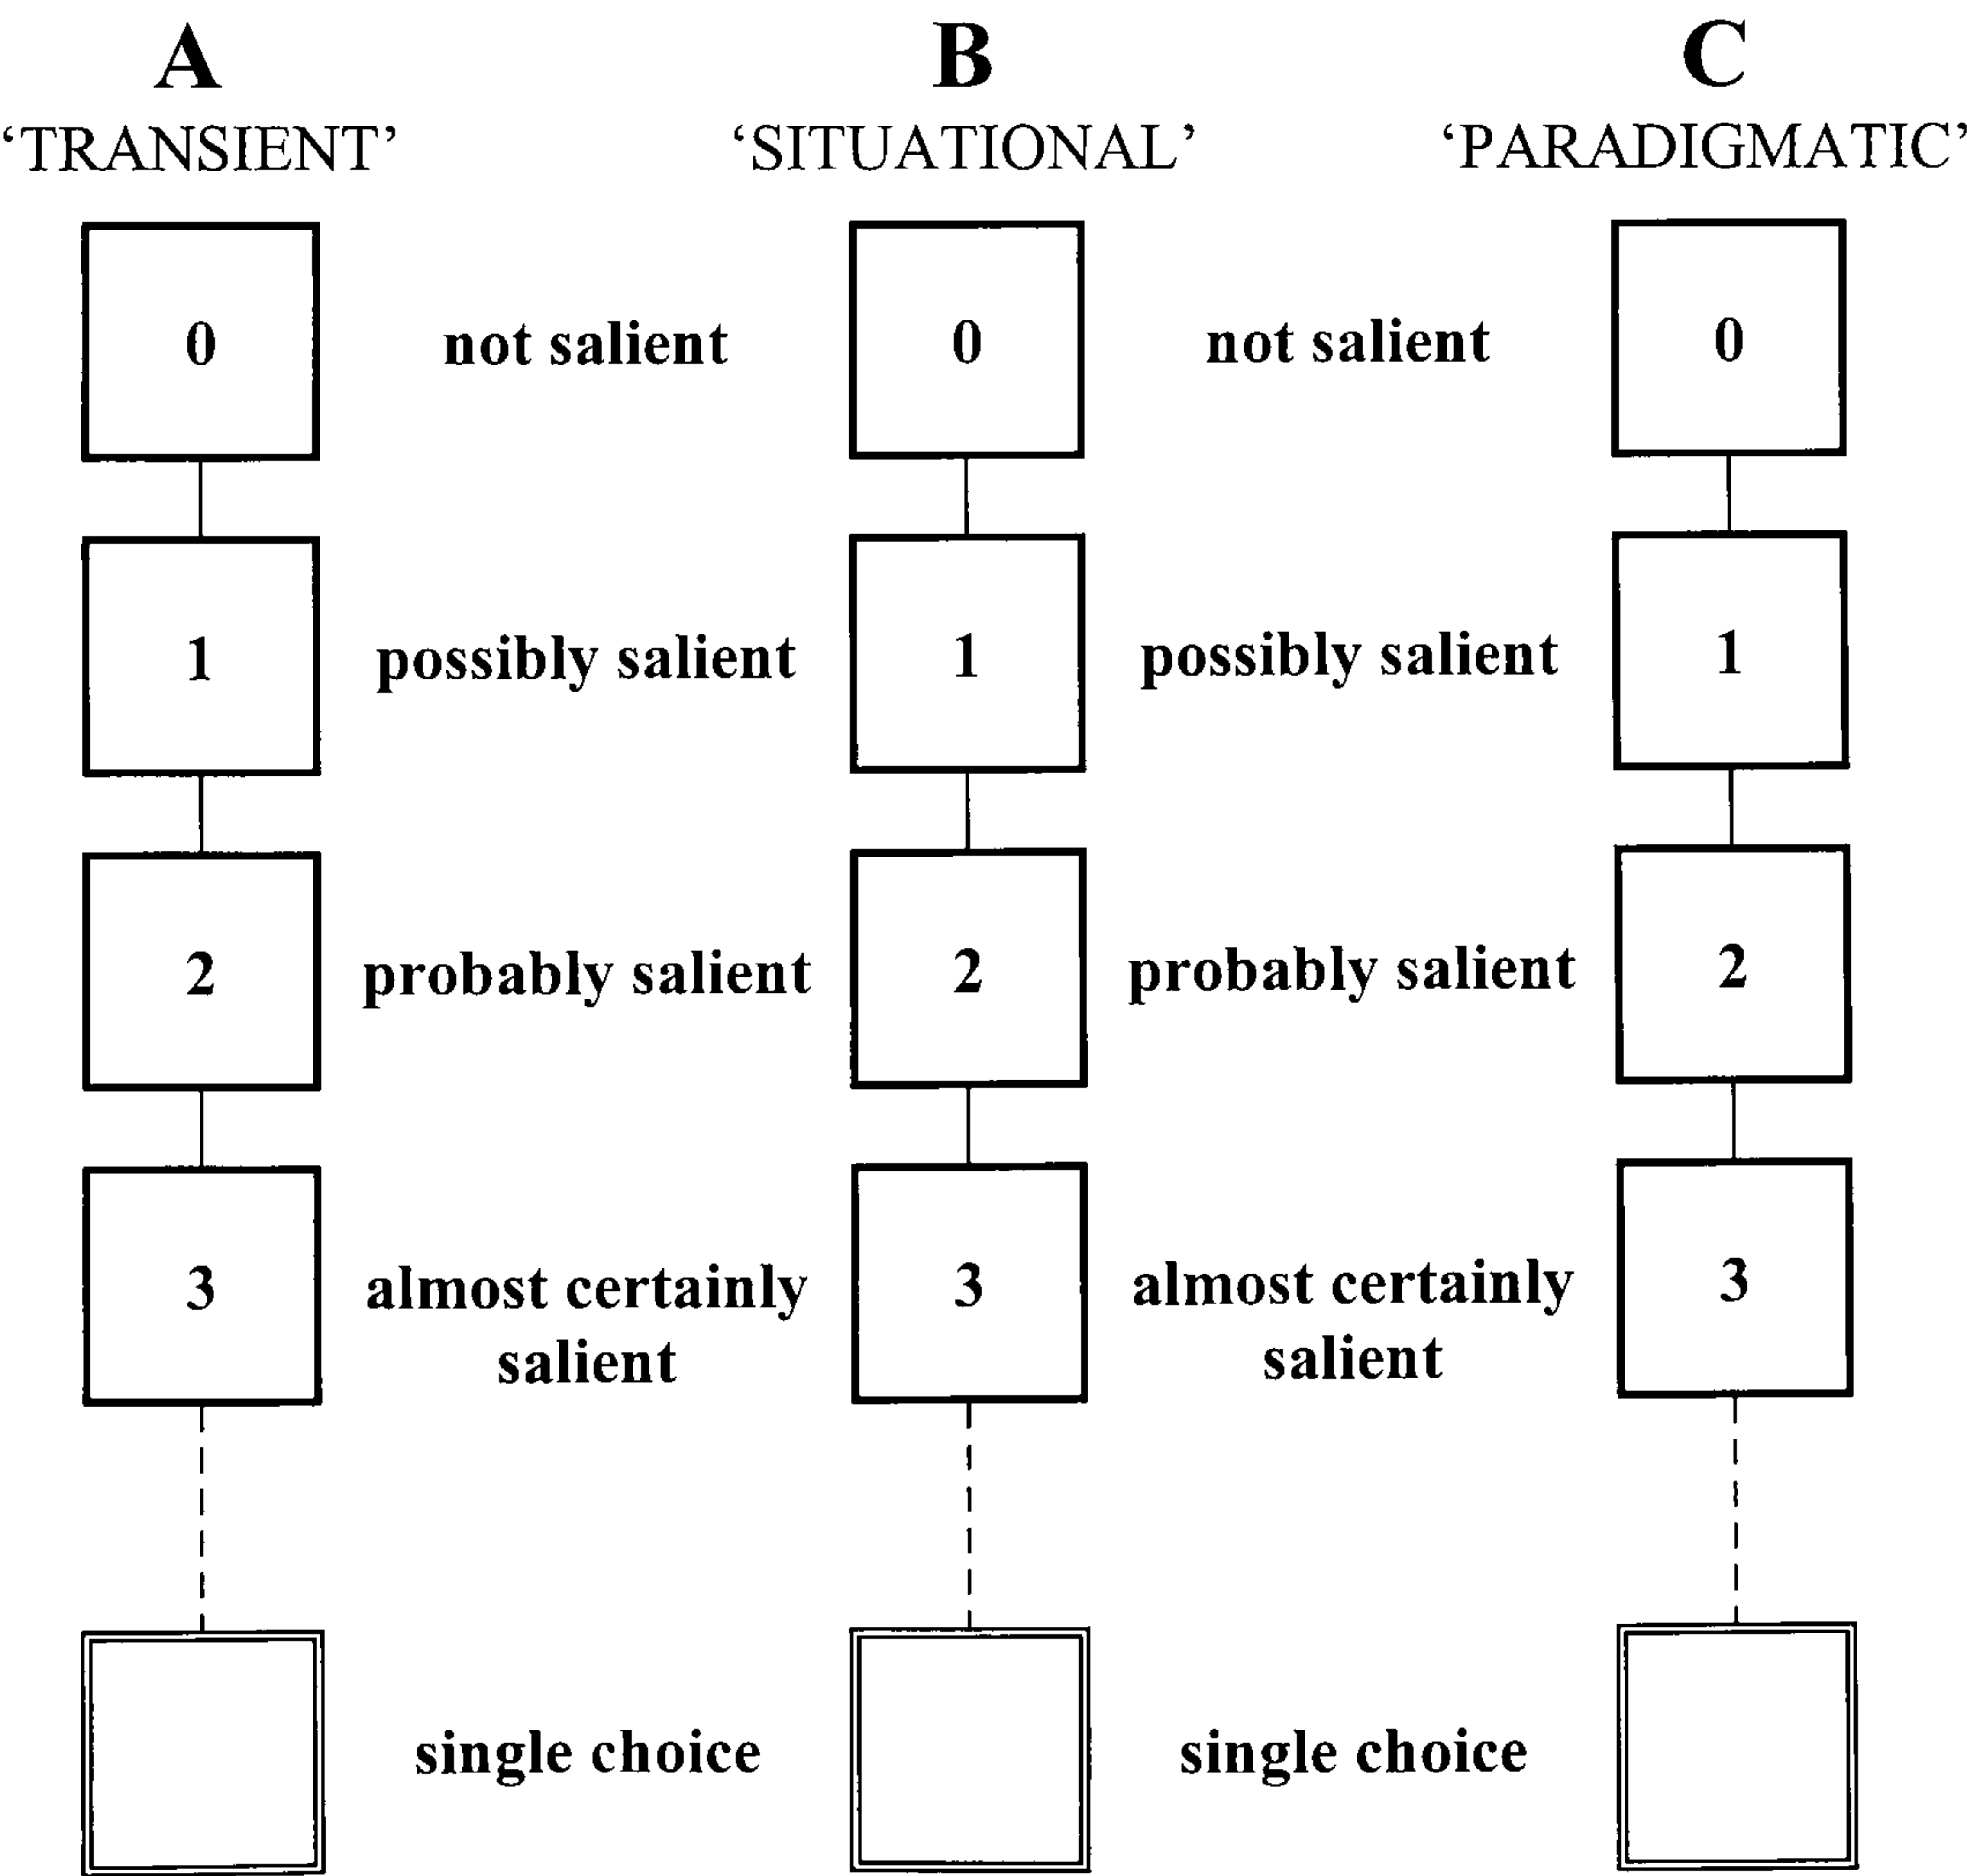 A B C
‘TRANSIENT’ ‘SITUATIONAL’ ‘PARADIGMATIC’
0 not salient 0 not salient 0
1 possibly salient 1 possibly salient 1
2 probably salient 2 probably salient 2
3 almost certainly 3 almost certainly 3
salient salient
single choice single choice